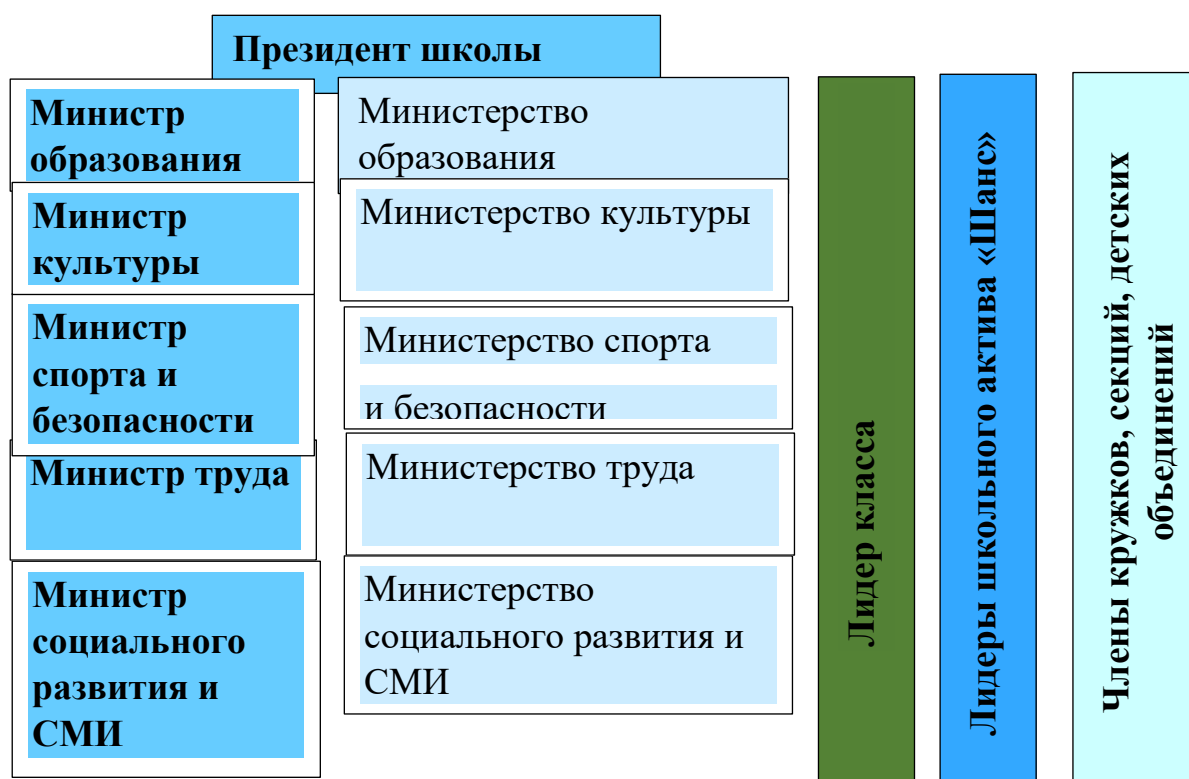 Президент школы
Министр
образования
Министерство
образования
Министр
культуры
Министерство культуры
Министр
спорта и
безопасности
Министерство спорта
и безопасности
Министр труда
Министерство труда
Министр
социального
развития и
СМИ
Министерство
социального развития и
СМИ
Лидер класса
Лидеры школьного актива «Шанс»
Члены кружков, секций, детских
объединений